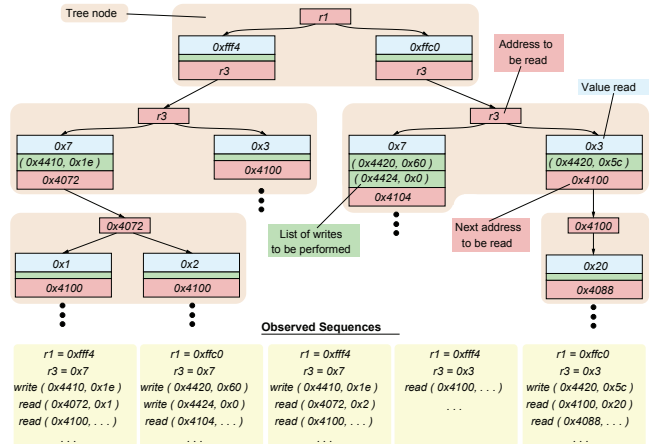 Tree node
r1
0xfff4
r3
0xffc0
r3
Address to
be read
Value read
r3
0x7
( 0x4410, 0x1e )
0x4072
0x3
0x4100
r3
0x7
( 0x4420, 0x60 )
( 0x4424, 0x0 )
0x4104
0x3
( 0x4420, 0x5c )
0x4100
List of writes
to be performed
Next address
to be read
0x4072
0x1
0x4100
0x2
0x4100
0x4100
0x20
0x4088
Observed Sequences
r1 = 0xfff4
r3 = 0x7
write ( 0x4410, 0x1e )
read ( 0x4072, 0x1 )
read ( 0x4100, . . . )
. . .
r1 = 0xffc0
r3 = 0x7
write ( 0x4420, 0x60 )
write ( 0x4424, 0x0 )
read ( 0x4104, . . . )
. . .
r1 = 0xfff4
r3 = 0x7
write ( 0x4410, 0x1e )
read ( 0x4072, 0x2 )
read ( 0x4100, . . . )
. . .
r1 = 0xfff4
r3 = 0x3
read ( 0x4100, . . . )
. . .
r1 = 0xffc0
r3 = 0x3
write ( 0x4420, 0x5c )
read ( 0x4100, 0x20 )
read ( 0x4088, . . . )
. . .